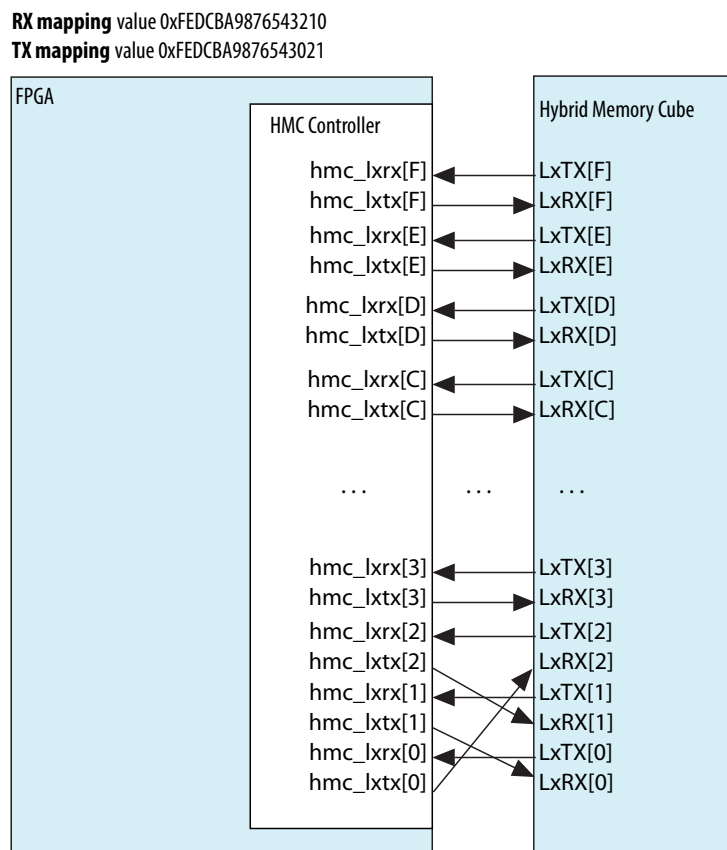 RX mapping value 0xFEDCBA9876543210
TX mapping value 0xFEDCBA9876543021
FPGA
HMC Controller
Hybrid Memory Cube
hmc_lxrx[F] LxTX[F]
hmc_lxtx[F] LxRX[F]
hmc_lxrx[E] LxTX[E]
hmc_lxtx[E] LxRX[E]
hmc_lxrx[D] LxTX[D]
hmc_lxtx[D] LxRX[D]
hmc_lxrx[C] LxTX[C]
hmc_lxtx[C] LxRX[C]
... ... ...
hmc_lxrx[3] LxTX[3]
hmc_lxtx[3] LxRX[3]
hmc_lxrx[2] LxTX[2]
hmc_lxtx[2] LxRX[2]
hmc_lxrx[1] LxTX[1]
hmc_lxtx[1] LxRX[1]
hmc_lxrx[0] LxTX[0]
hmc_lxtx[0] LxRX[0]